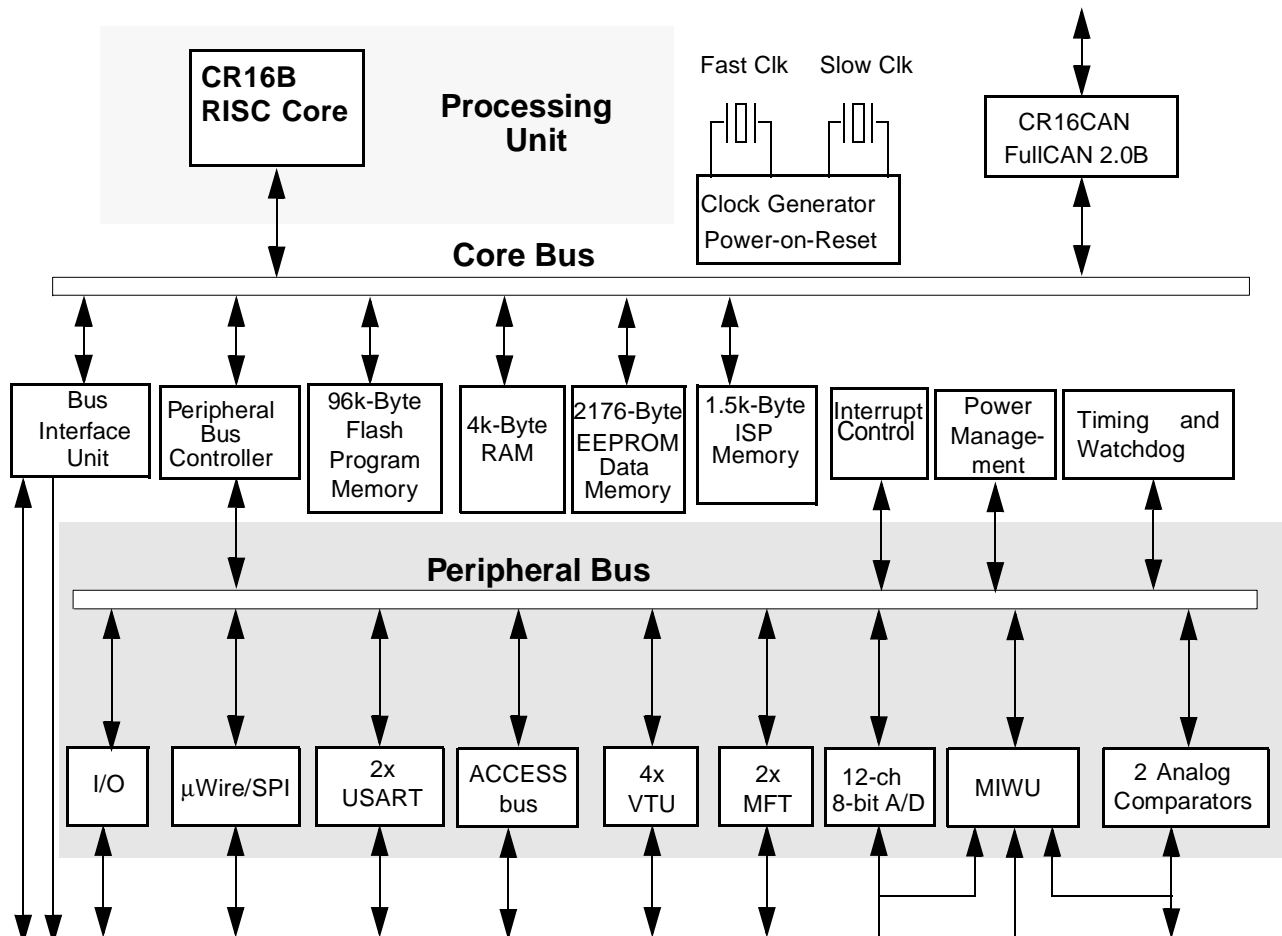 CR16B
RISC Core
Processing
Unit
Fast Clk
Slow Clk
CR16CAN
FullCAN 2.0B
Clock Generator
Power-on-Reset
Core Bus
Bus
Interface
Unit
Peripheral
Bus
Controller
96k-Byte
Flash
Program
Memory
4k-Byte
RAM
2176-Byte
EEPROM
Data
Memory
1.5k-Byte
ISP
Memory
Interrupt
Control
Power
Manage-
ment
Timing and
Watchdog
Peripheral Bus
I/O
µWire/SPI
2x
USART
ACCESS
bus
4x
VTU
2x
MFT
12-ch
8-bit A/D
MIWU
2 Analog
Comparators